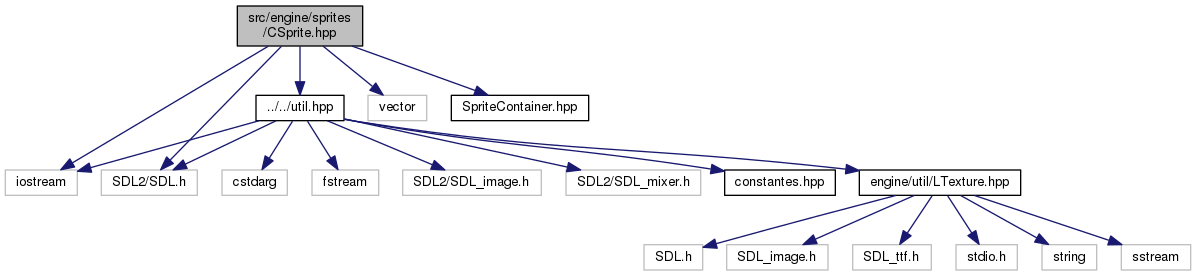 src/engine/sprites
/CSprite.hpp
../../util.hpp
vector
SpriteContainer.hpp
iostream
SDL2/SDL.h
cstdarg
fstream
SDL2/SDL_image.h
SDL2/SDL_mixer.h
constantes.hpp
engine/util/LTexture.hpp
SDL.h
SDL_image.h
SDL_ttf.h
stdio.h
string
sstream